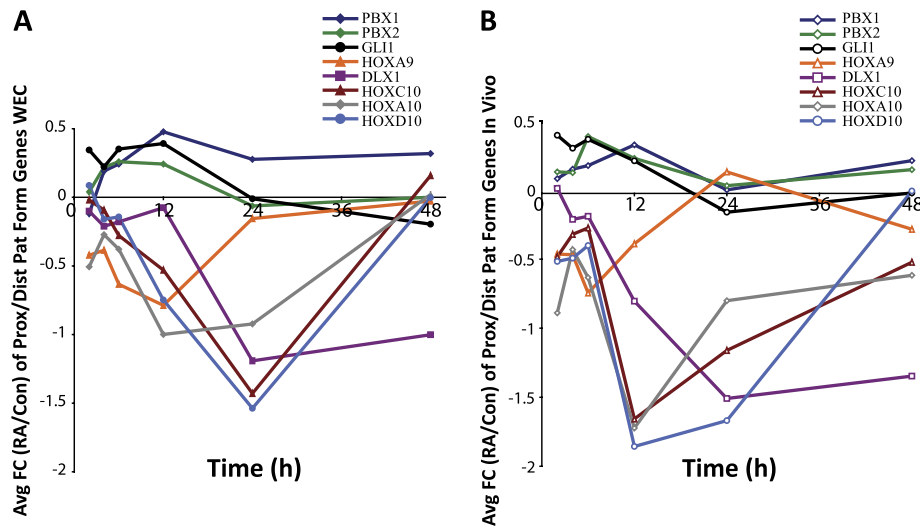 A
PBX1
PBX2
GLI1
HOXA9
DLX1
HOXC10
HOXA10
HOXD10
Avg FC (RA/Con) of Prox/Dist Pat Form Genes WEC
0.5
0
-0.5
-1
-1.5
-2
0 12 24 36 48
Time (h)
B
PBX1
PBX2
GLI1
HOXA9
DLX1
HOXC10
HOXA10
HOXD10
Avg FC (RA/Con) of Prox/Dist Pat Form Genes In Vivo
0.5
0
-0.5
-1
-1.5
-2
0 12 24 36 48
Time (h)